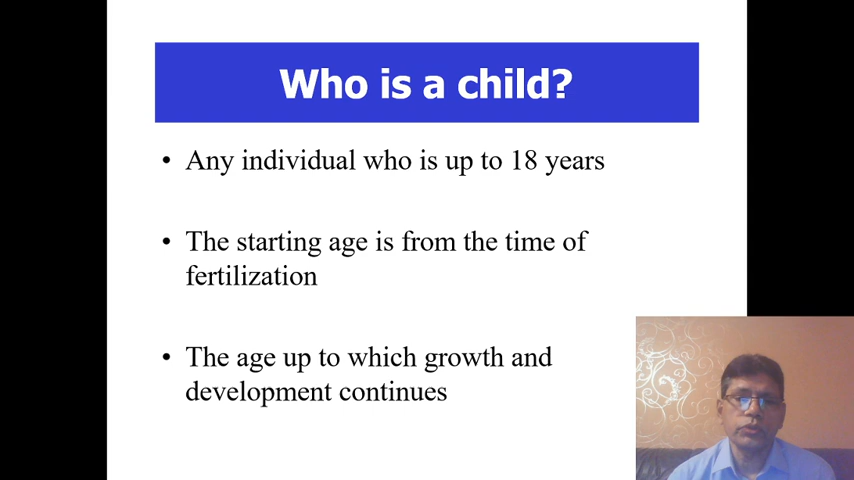 Who is a child?
• Any individual who is up to 18 years
• The starting age is from the time of
fertilization
• The age up to which growth and
development continues